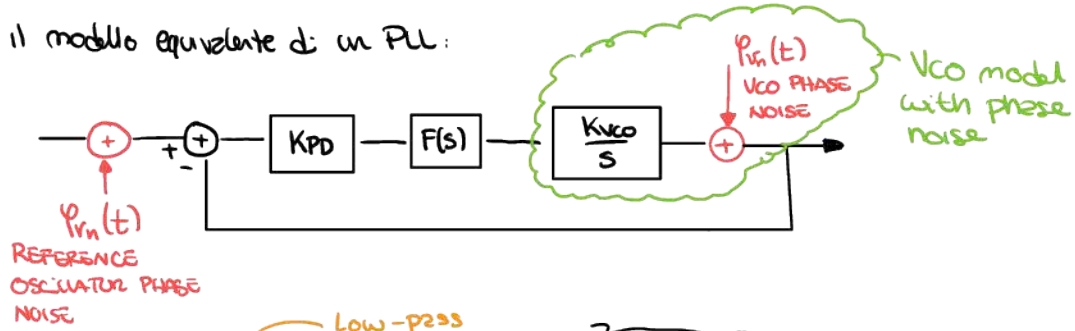 il modello equivalente di un PLL:
φVn(t)
VCO PHASE
NOISE
VCO model
with phase
noise
+
+
-
+
KPD
F(s)
KVCO
S
+
φrn(t)
REFERENCE
OSCILLATOR PHASE
NOISE
Low-pass